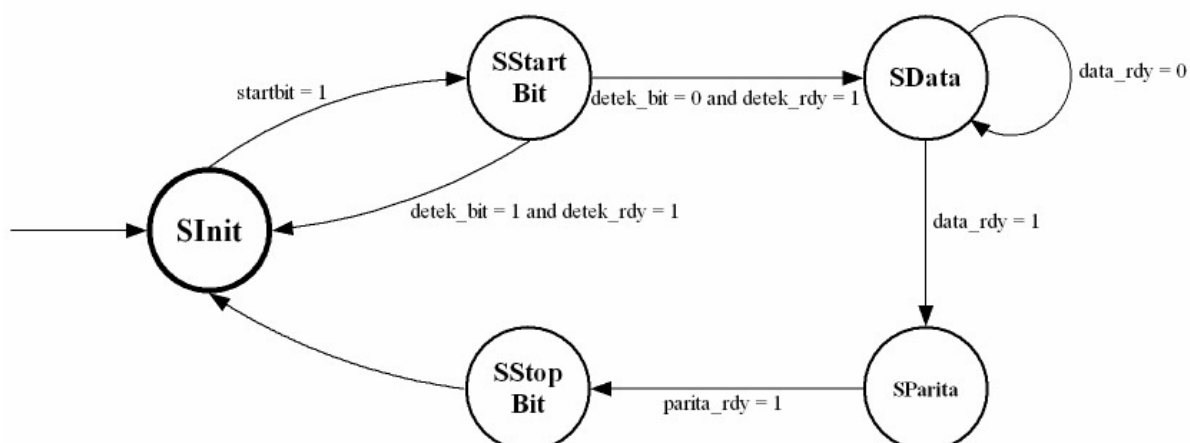 SStart
Bit
SData
data_rdy = 0
startbit = 1
detek_bit = 0 and detek_rdy = 1
detek_bit = 1 and detek_rdy = 1
SInit
data_rdy = 1
SStop
Bit
parita_rdy = 1
SParita